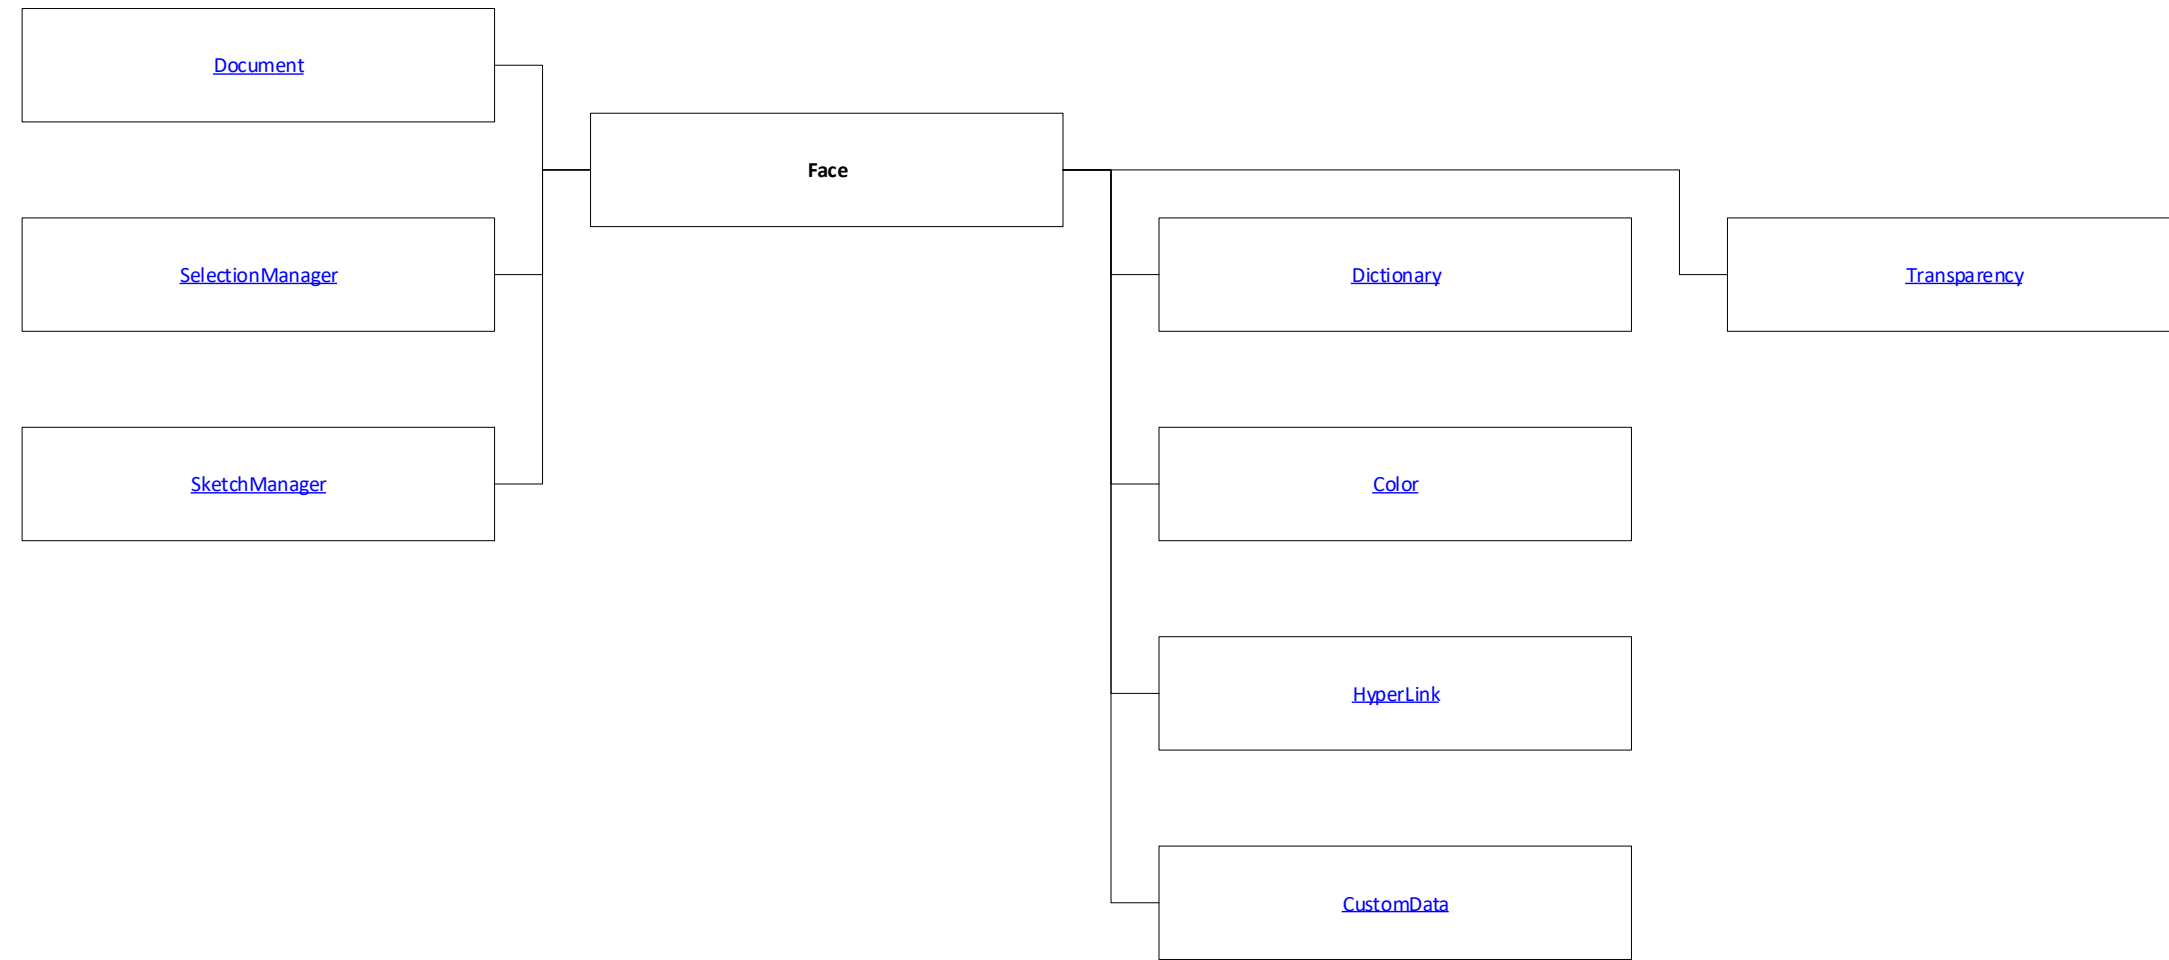 Document
Face
SelectionManager
Dictionary
Transparency
SketchManager
Color
HyperLink
CustomData